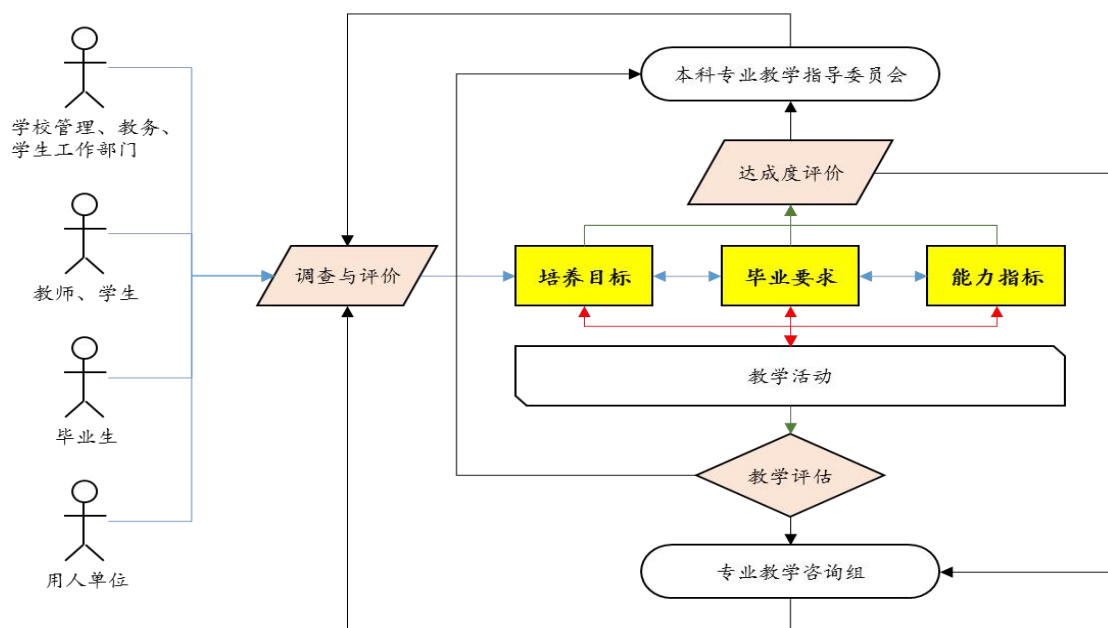 本科专业教学指导委员会
学校管理、教务、
学生工作部门
达成度评价
教师、学生
调查与评价
培养目标
毕业要求
能力指标
教学活动
毕业生
教学评估
用人单位
专业教学咨询组